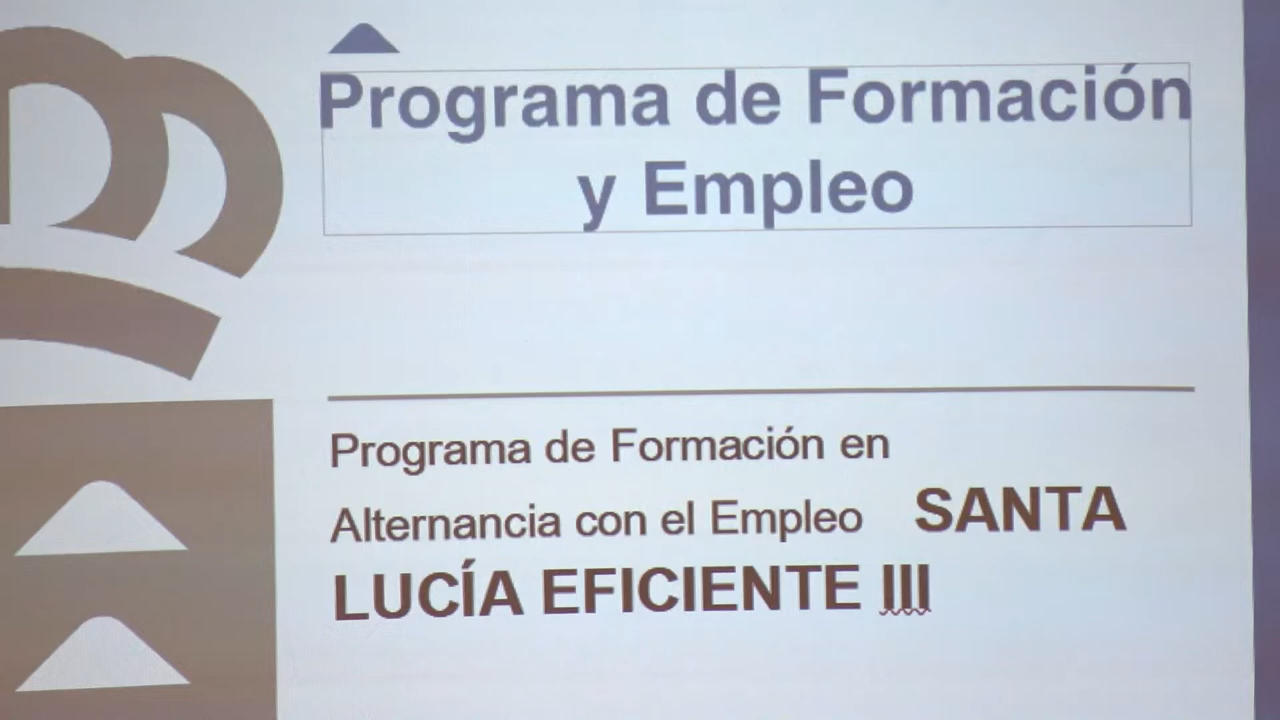 Programa de Formación
y Empleo
Programa de Formación en
Alternancia con el Empleo SANTA
LUCÍA EFICIENTE III